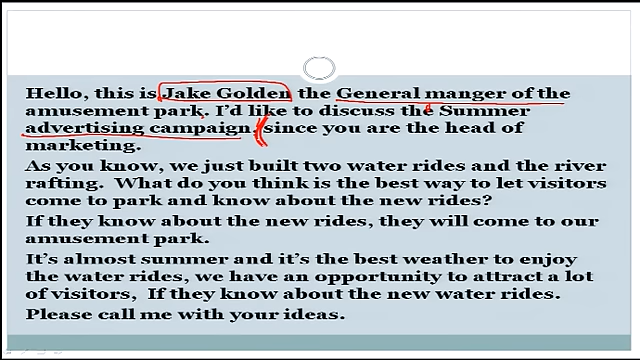 Hello, this is Jake Golden the General manger of the
amusement park, I'd like to discuss the Summer
advertising campaign, since you are the head of
marketing.
As you know, we just built two water rides and the river
rafting. What do you think is the best way to let visitors
come to park and know about the new rides?
If they know about the new rides, they will come to our
amusement park.
It's almost summer and it's the best weather to enjoy
the water rides, we have an opportunity to attract a lot
of visitors, If they know about the new water rides.
Please call me with your ideas.